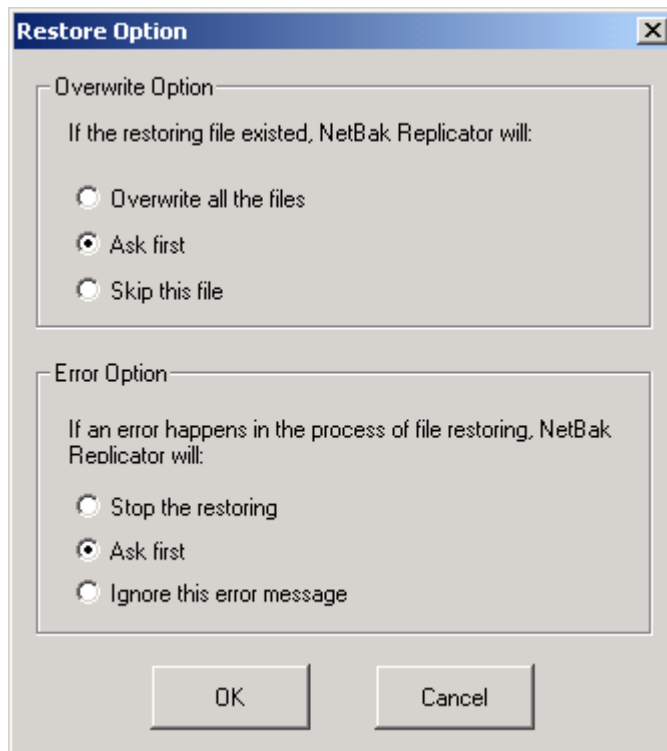 Restore Option
Overwrite Option
If the restoring file existed, NetBak Replicator will:
Overwrite all the files
Ask first
Skip this file
Error Option
If an error happens in the process of file restoring, NetBak
Replicator will:
Stop the restoring
Ask first
Ignore this error message
OK
Cancel